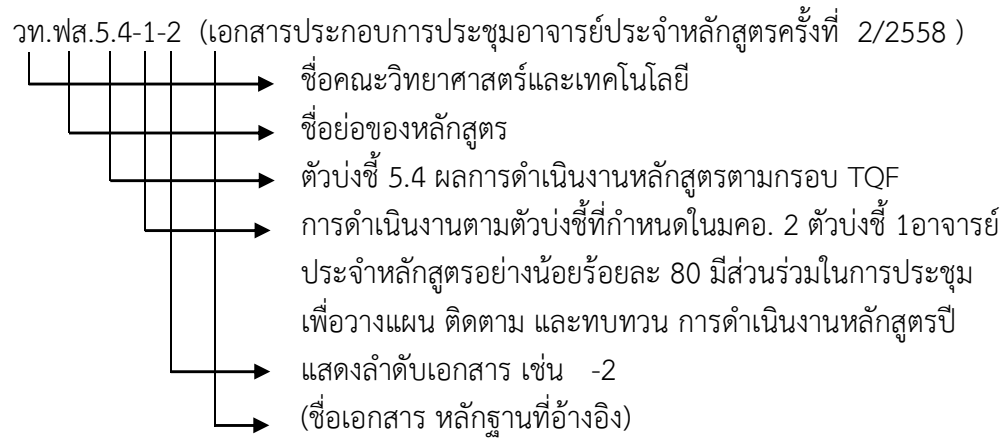 วท.ฟส.5.4-1-2 (เอกสารประกอบการประชุมอาจารย์ประจำหลักสูตรครั้งที่ 2/2558 )
ชื่อคณะวิทยาศาสตร์และเทคโนโลยี
ชื่อย่อของหลักสูตร
ตัวบ่งชี้ 5.4 ผลการดำเนินงานหลักสูตรตามกรอบ TQF
การดำเนินงานตามตัวบ่งชี้ที่กำหนดในมคอ. 2 ตัวบ่งชี้ 1อาจารย์
ประจำหลักสูตรอย่างน้อยร้อยละ 80 มีส่วนร่วมในการประชุม
เพื่อวางแผน ติดตาม และทบทวน การดำเนินงานหลักสูตรปี
แสดงลำดับเอกสาร เช่น -2
(ชื่อเอกสาร หลักฐานที่อ้างอิง)